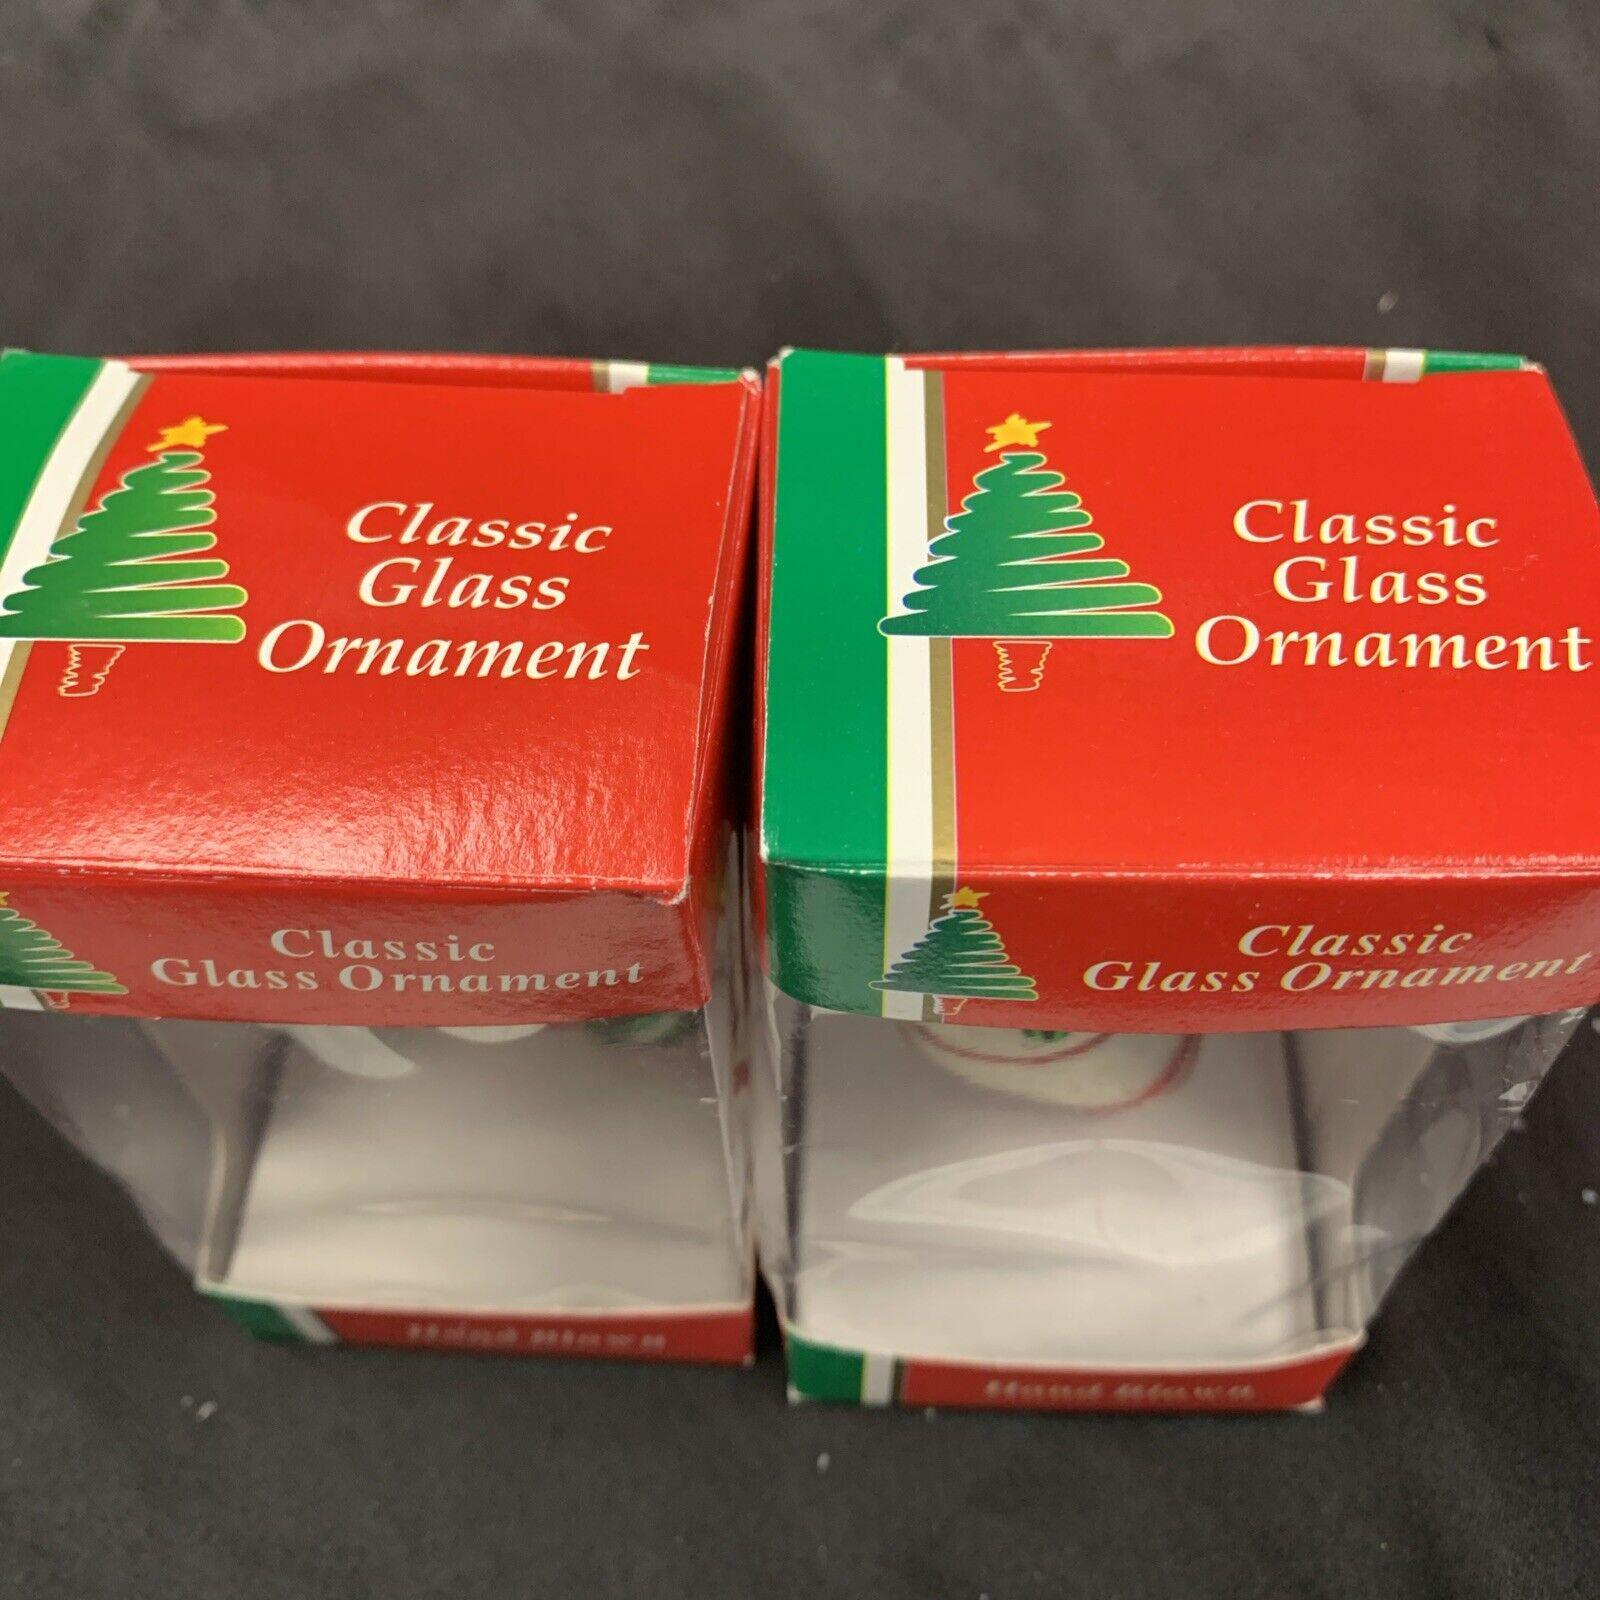 Classic
Glass
Ornament
Classic
Glass Ornament
Hand Blown
Classic
Glass
Ornament
Classic
Glass Ornament
Hand Blown